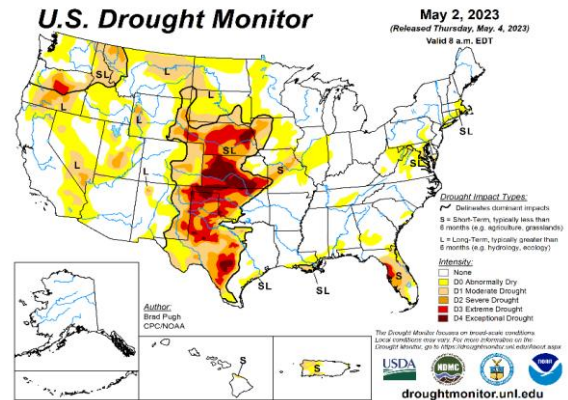 U.S. Drought Monitor
May 2, 2023
(Released Thursday, May. 4, 2023)
Valid 8 a.m. EDT
SL
L
L
L
L
L
L
L
SL
S
SL
SL
SL
SL
S
Drought Impact Types:
Delineates dominant impacts
S = Short-Term, typically less than
6 months (e.g. agriculture, grasslands)
L = Long-Term, typically greater than
6 months (e.g. hydrology, ecology)
Intensity:
None
D0 Abnormally Dry
D1 Moderate Drought
D2 Severe Drought
D3 Extreme Drought
D4 Exceptional Drought
Author:
Brad Pugh
CPC/NOAA
S
S
The Drought Monitor focuses on broad-scale conditions.
Local conditions may vary. For more information on the
Drought Monitor, go to https://droughtmonitor.unl.edu/About.aspx
USDA
NDMC
noaa
droughtmonitor.unl.edu